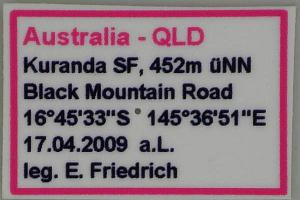 Australia - QLD
Kuranda SF, 452m üNN
Black Mountain Road
16°45'33"S 145°36'51"E
17.04.2009 a.L.
leg. E. Friedrich